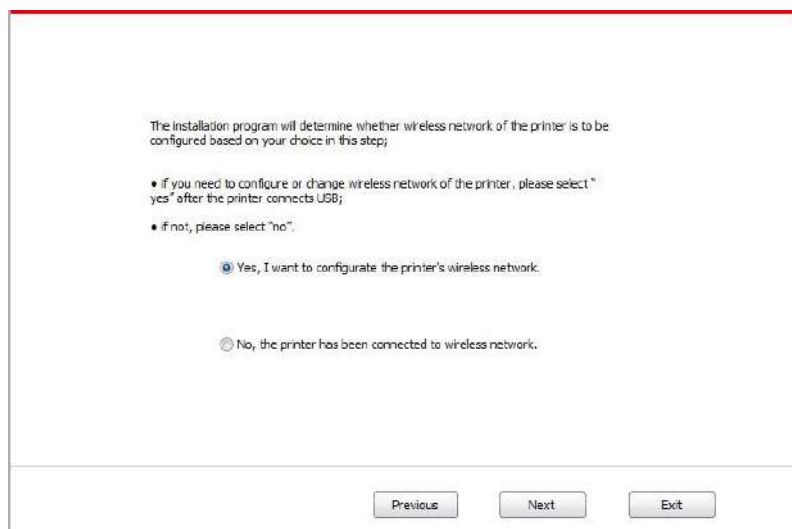 The installation program will determine whether wireless network of the printer is to be
configured based on your choice in this step;
• if you need to configure or change wireless network of the printer, please select "
yes" after the printer connects USB;
• if not, please select "no".
Yes, I want to configurate the printer's wireless network.
No, the printer has been connected to wireless network.
Previous Next Exit